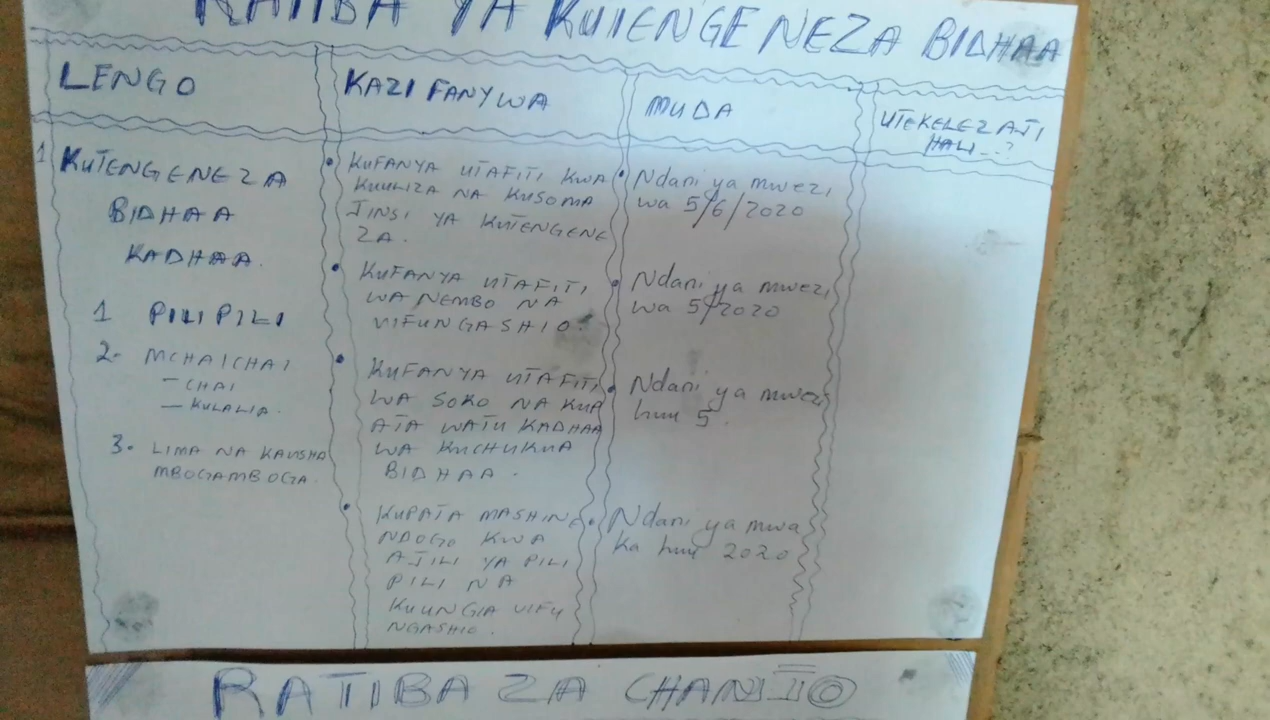 RATIBA YA KUTENGENEZA BIDHAA
LENGO
KAZI FANYWA
MUDA
UTEKELEZAJI
HALI...?
1 KUTENGENEZA
BIDHAA
KADHAA.
1 PILIPILI
2- MCHAICHAI
- CHAI
- KULALIA.
3- LIMA NA KAUSHA
MBOGAMBOGA.
• KUFANYA UTAFITI KWA
KUULIZA NA KUSOMA
JINSI YA KUTENGENE
ZA.
• KUFANYA UTAFITI
WA NEMBO NA
VIFUNGASHIO.
• KUFANYA UTAFITI
WA SOKO NA KUP
ATA WATU KADHAA
WA KUCHUKUA
BIDHAA.
• KUPATA MASHINE
NDOGO KWA
AJILI YA PILI
PILI NA
KUUNGIA VIFU
NGASHIO.
• Ndani ya mwezi
wa 5/6/2020
• Ndani ya mwezi
wa 5/2020
• Ndani ya mwezi
huu 5.
• Ndani ya mwa
ka huu 2020
RATIBA ZA CHANJO